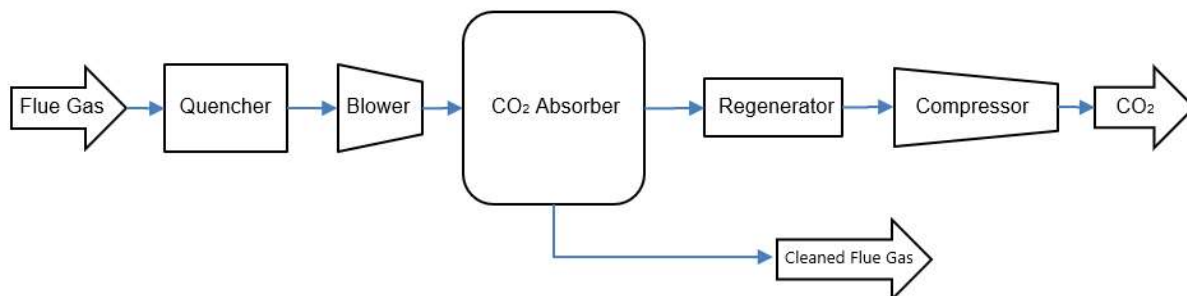 Flue Gas
Quencher
Blower
CO₂ Absorber
Regenerator
Compressor
CO₂
Cleaned Flue Gas